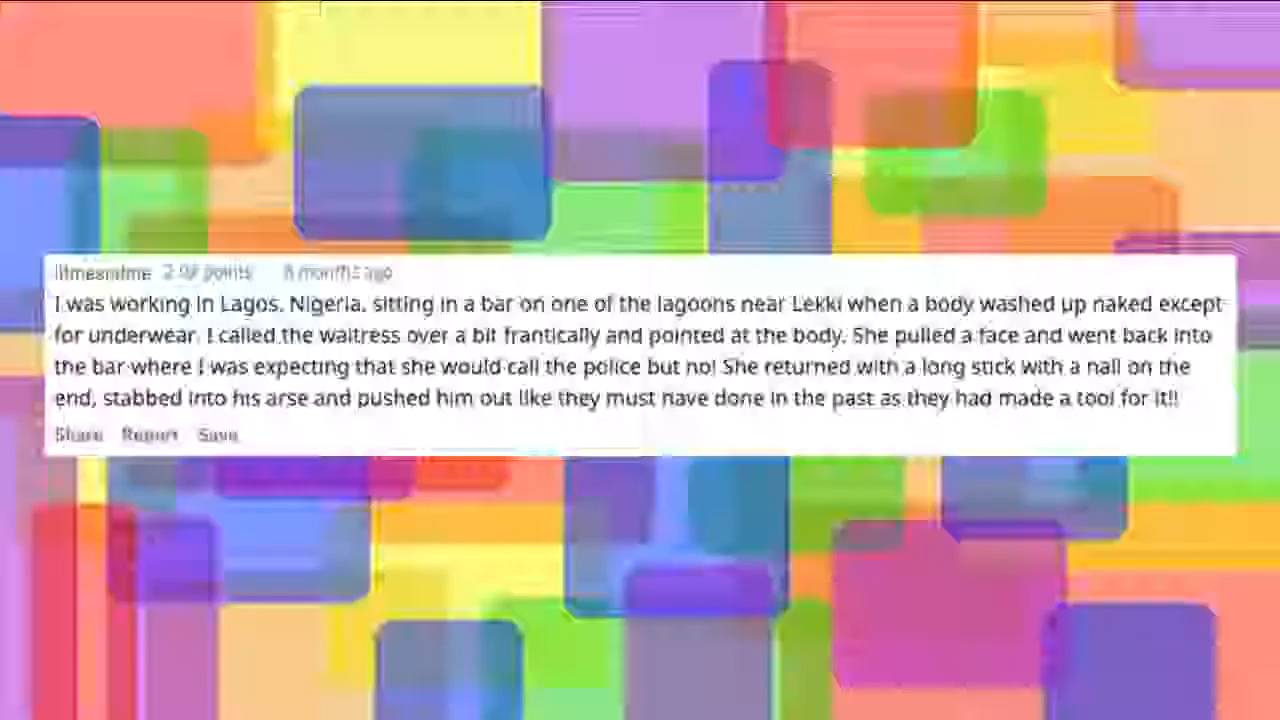 points months ago
I was working in Lagos, Nigeria, sitting in a bar on one of the lagoons near Lekki when a body washed up naked except
for underwear. I called the waitress over a bit frantically and pointed at the body. She pulled a face and went back into
the bar where I was expecting that she would call the police but no! She returned with a long stick with a nail on the
end, stabbed into his arse and pushed him out like they must have done in the past as they had made a tool for it!!
Share Report Save